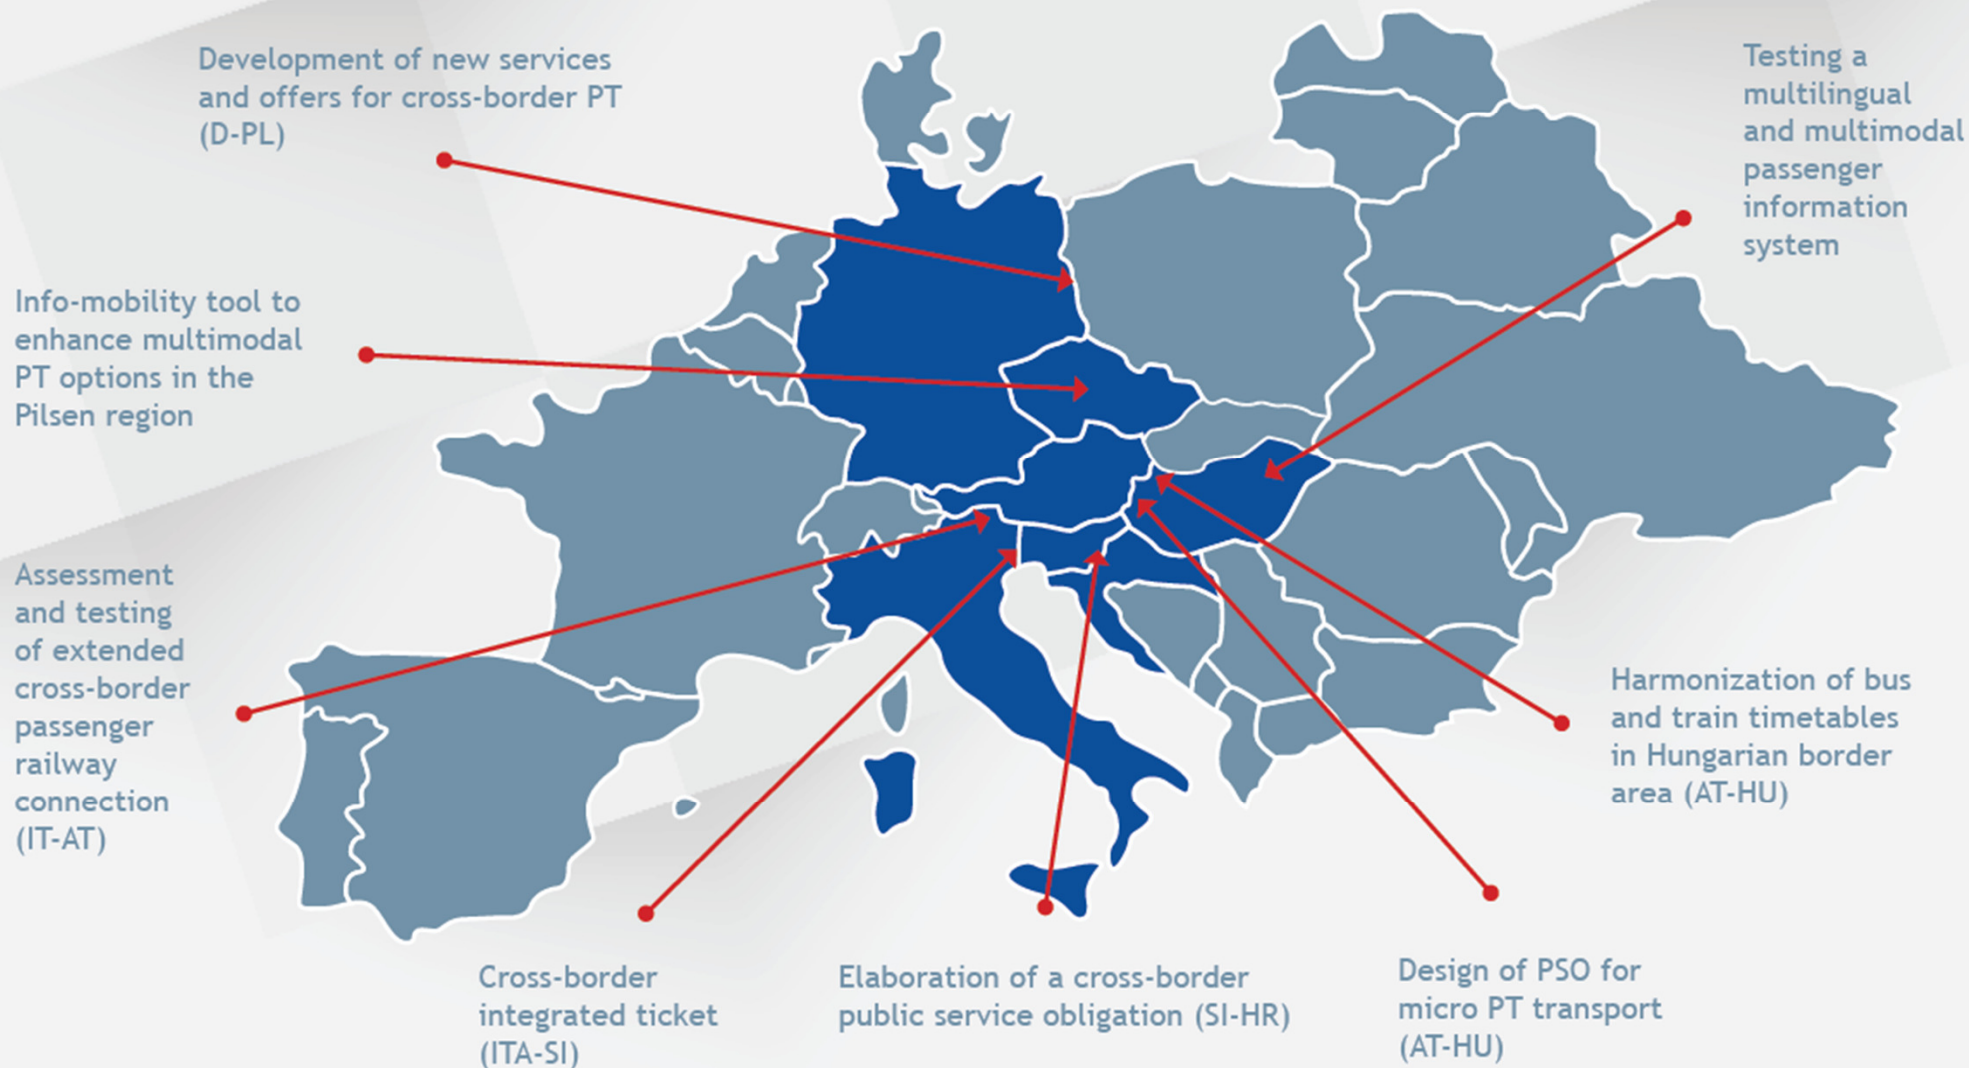 Development of new services
and offers for cross-border PT
(D-PL)
Testing a
multilingual
and multimodal
passenger
information
system
Info-mobility tool to
enhance multimodal
PT options in the
Pilsen region
Assessment
and testing
of extended
cross-border
passenger
railway
connection
(IT-AT)
Harmonization of bus
and train timetables
in Hungarian border
area (AT-HU)
Cross-border
integrated ticket
(ITA-SI)
Elaboration of a cross-border
public service obligation (SI-HR)
Design of PSO for
micro PT transport
(AT-HU)